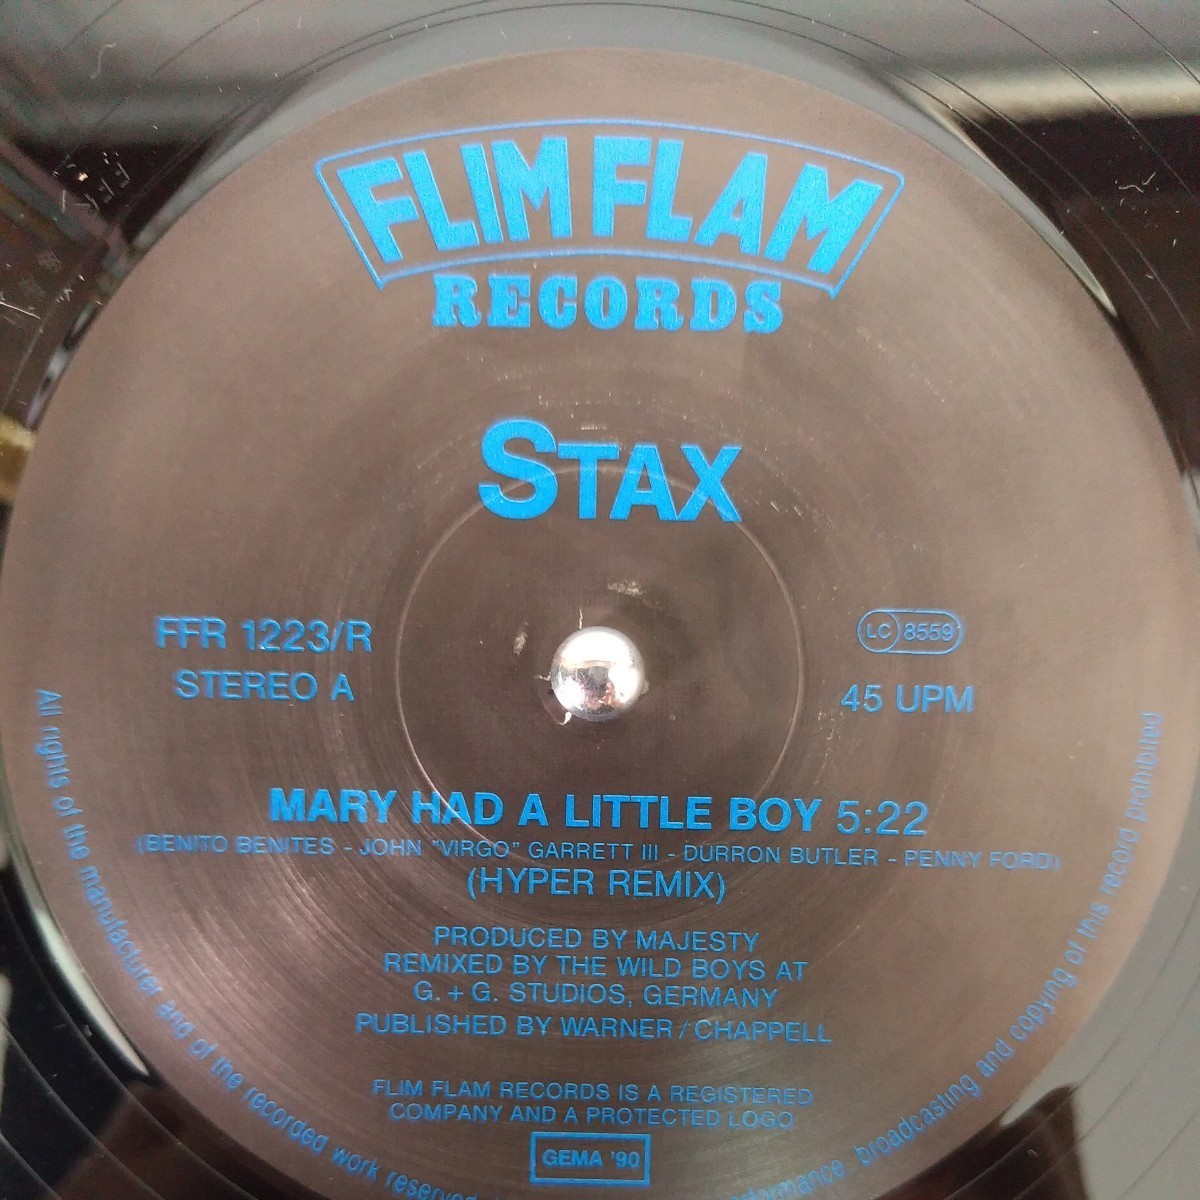 FLIM FLAM
RECORDS
STAX
FFR 1223/R
STEREO A
LC 8559
45 UPM
MARY HAD A LITTLE BOY 5:22
(BENITO BENITES - JOHN "VIRGO" GARRETT III - DURRON BUTLER - PENNY FORD)
(HYPER REMIX)
PRODUCED BY MAJESTY
REMIXED BY THE WILD BOYS AT
G. + G. STUDIOS, GERMANY
PUBLISHED BY WARNER / CHAPPELL
FLIM FLAM RECORDS IS A REGISTERED
COMPANY AND A PROTECTED LOGO.
GEMA '90
All rights of the manufacturer and of the recorded work reserved broadcasting and copying of this record prohibited